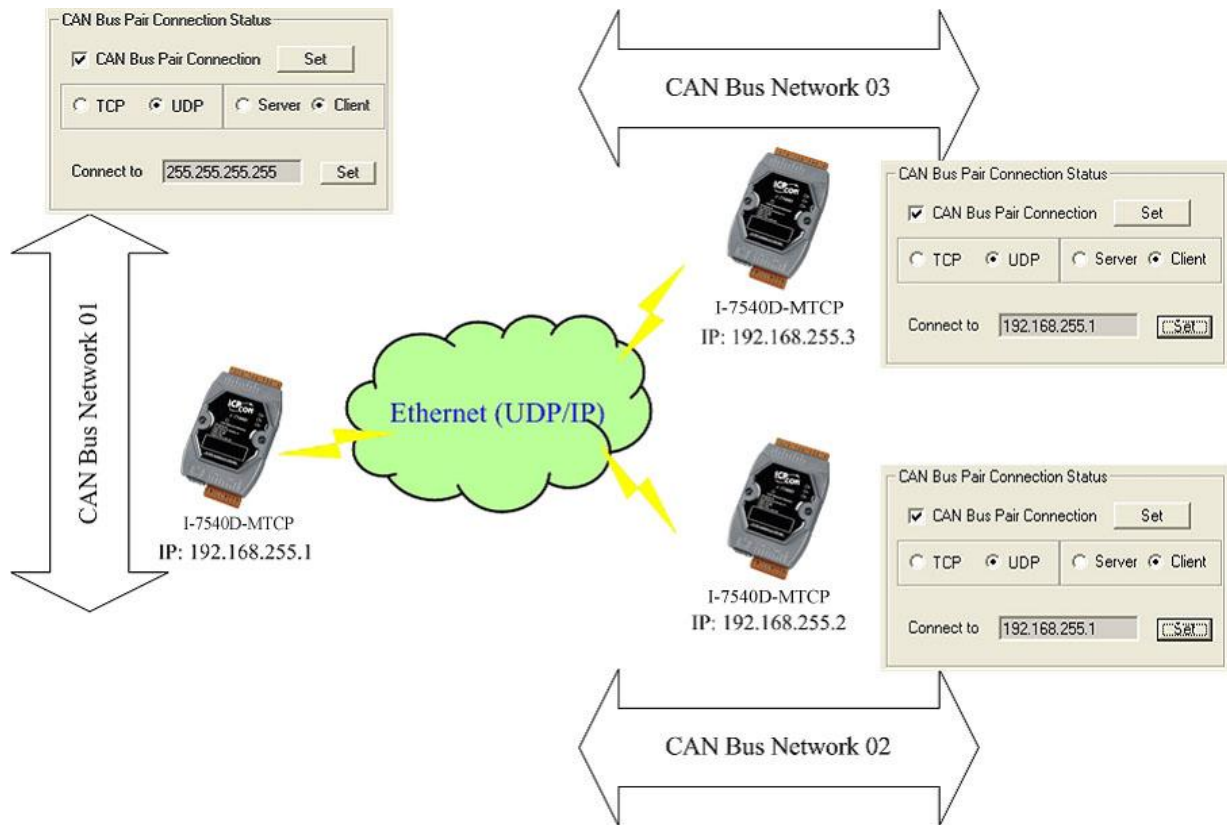 CAN Bus Pair Connection Status
CAN Bus Pair Connection Set
TCP UDP Server Client
Connect to 255.255.255.255 Set
CAN Bus Network 01
CAN Bus Network 03
I-7540D-MTCP
IP: 192.168.255.3
CAN Bus Pair Connection Status
CAN Bus Pair Connection Set
TCP UDP Server Client
Connect to 192.168.255.1 Set
Ethernet (UDP/IP)
ICP
CON
I-7540D-MTCP
IP: 192.168.255.1
I-7540D-MTCP
IP: 192.168.255.2
CAN Bus Pair Connection Status
CAN Bus Pair Connection Set
TCP UDP Server Client
Connect to 192.168.255.1 Set
CAN Bus Network 02